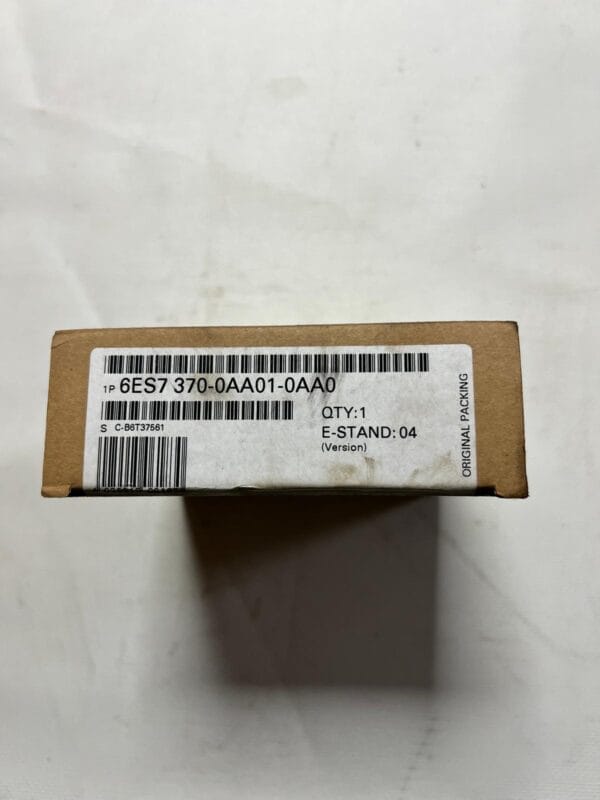 1P 6ES7 370-0AA01-0AA0
S C-B6T37561
QTY:1
E-STAND: 04
(Version)
ORIGINAL PACKING